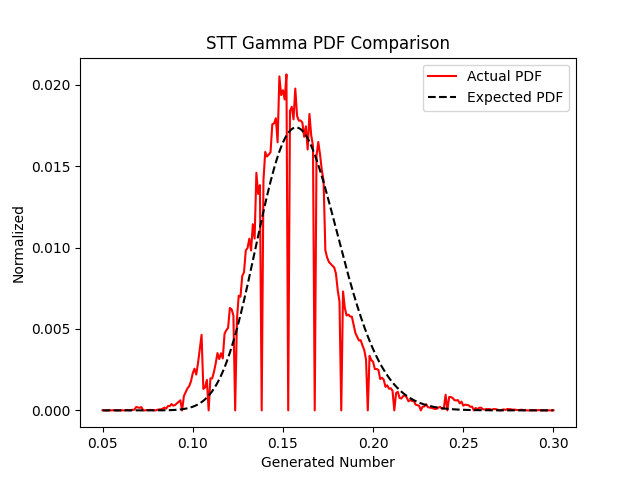 STT Gamma PDF Comparison
Actual PDF
Expected PDF
Normalized
0.020
0.015
0.010
0.005
0.000
0.05 0.10 0.15 0.20 0.25 0.30
Generated Number